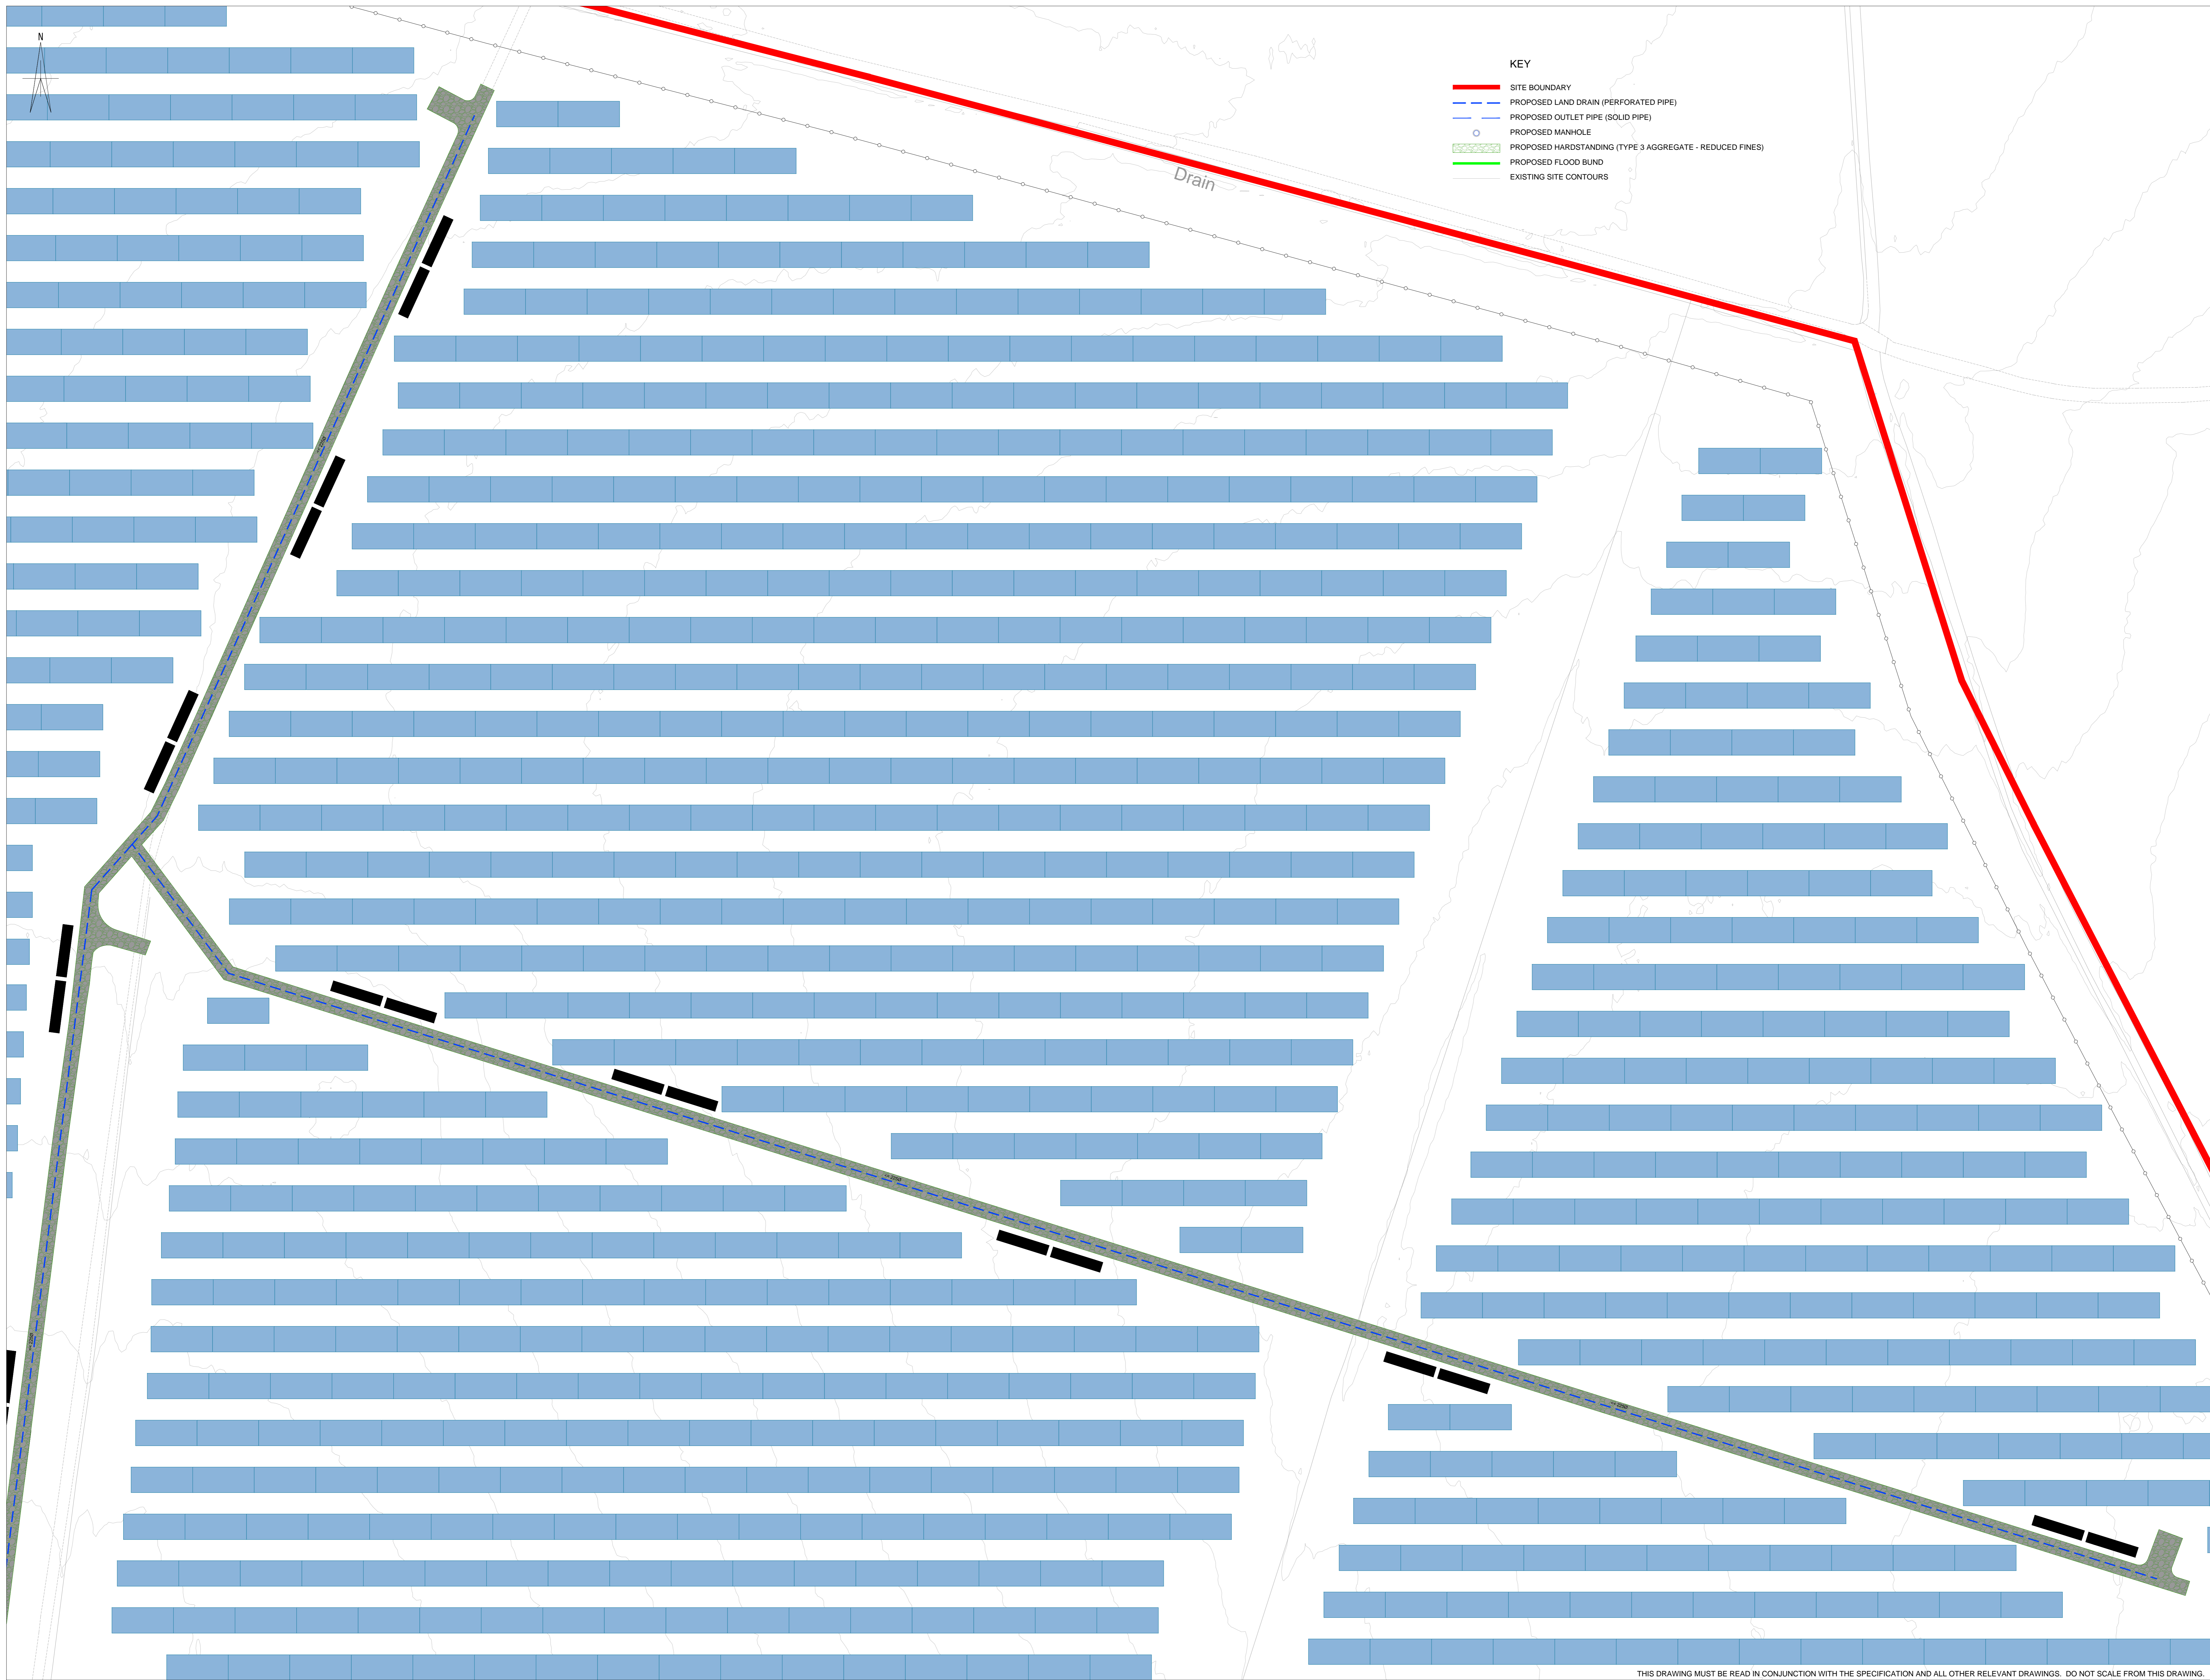 N
KEY
SITE BOUNDARY
PROPOSED LAND DRAIN (PERFORATED PIPE)
PROPOSED OUTLET PIPE (SOLID PIPE)
PROPOSED MANHOLE
PROPOSED HARDSTANDING (TYPE 3 AGGREGATE - REDUCED FINES)
PROPOSED FLOOD BUND
EXISTING SITE CONTOURS
Drain
THIS DRAWING MUST BE READ IN CONJUNCTION WITH THE SPECIFICATION AND ALL OTHER RELEVANT DRAWINGS. DO NOT SCALE FROM THIS DRAWING.